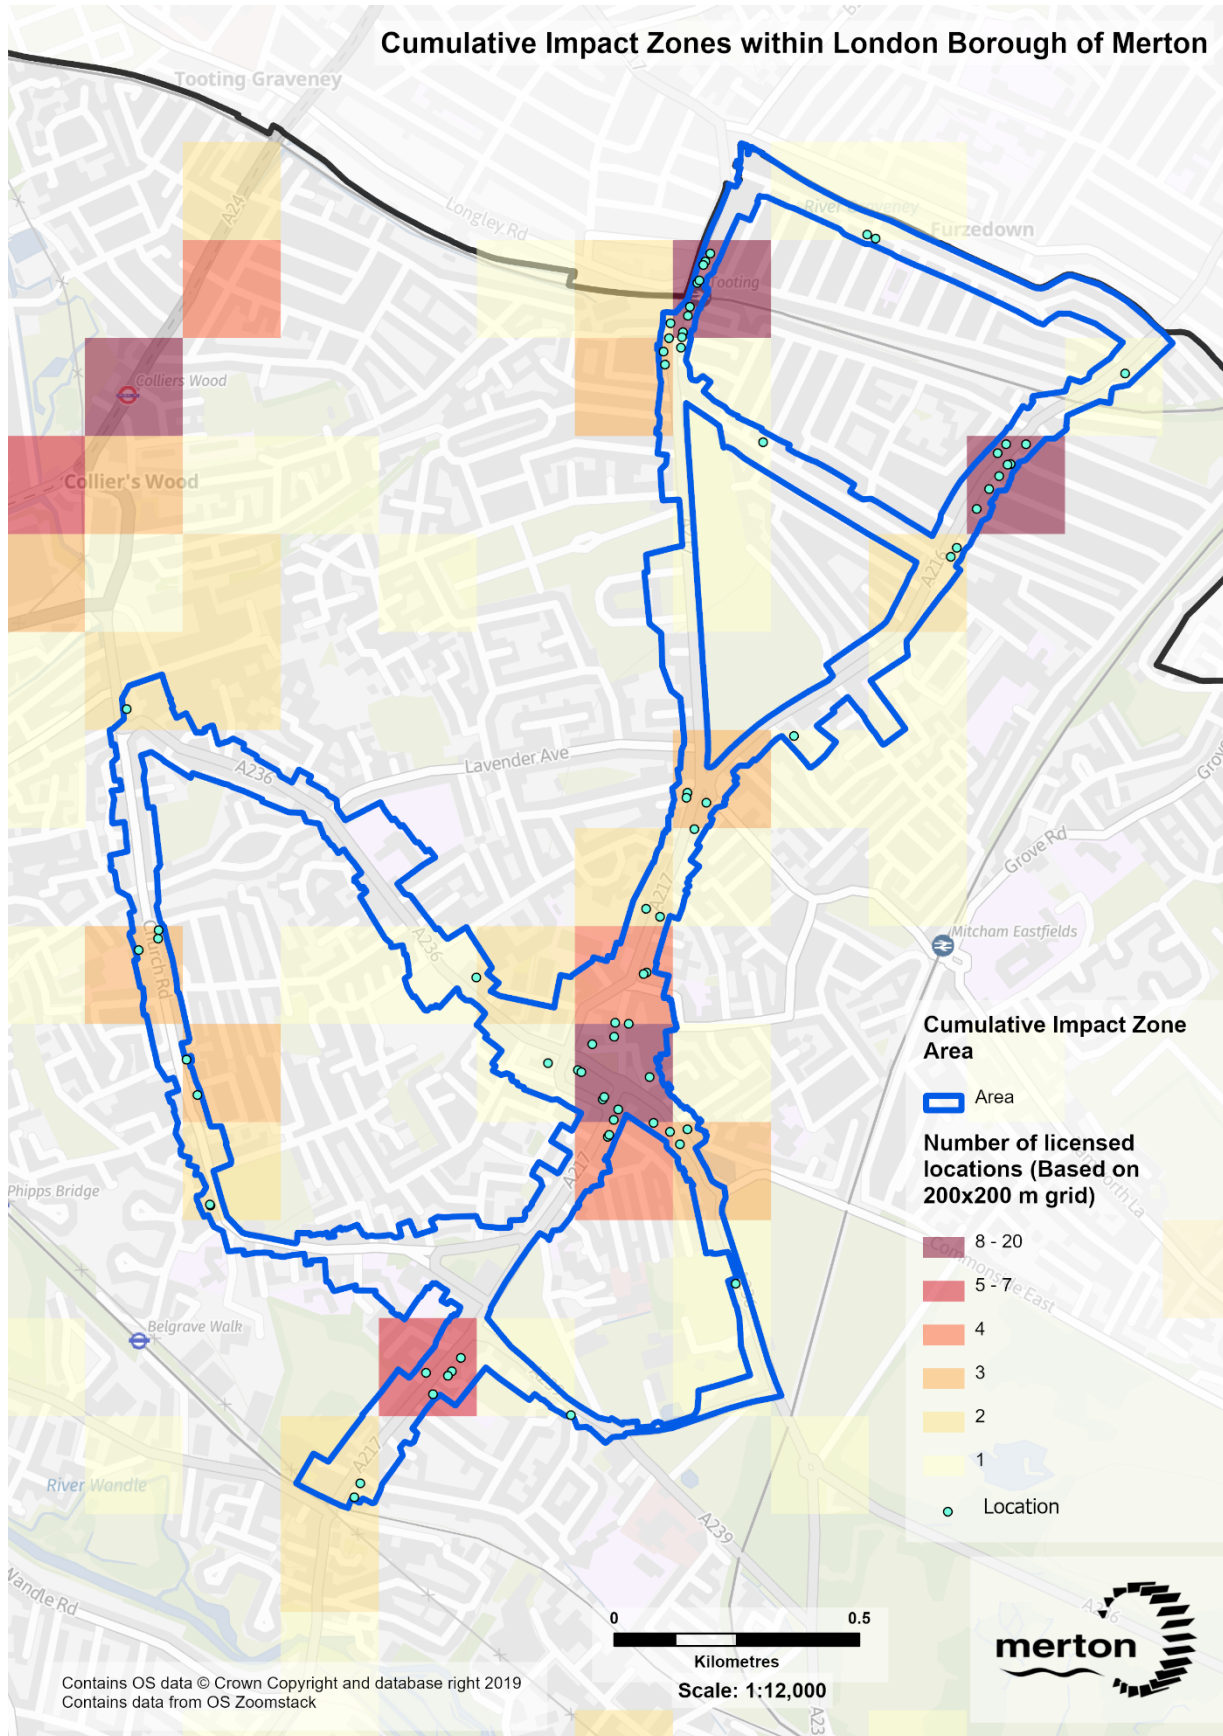 Cumulative Impact Zones within London Borough of Merton
Tooting Graveney
A24
Longley Rd
River Graveney
Furzedown
Tooting
Colliers Wood
Collier's Wood
A216
Lavender Ave
A236
Grove Rd
A217
Mitcham Eastfields
Church Rd
A236
A217
Phipps Bridge
Belgrave Walk
A217
River Wandle
Wandle Rd
A239
Commonside East
Cumulative Impact Zone
Area
Area
Number of licensed
locations (Based on
200x200 m grid)
8 - 20
5 - 7
4
3
2
1
Location
0
0.5
Kilometres
Scale: 1:12,000
Contains OS data © Crown Copyright and database right 2019
Contains data from OS Zoomstack
merton